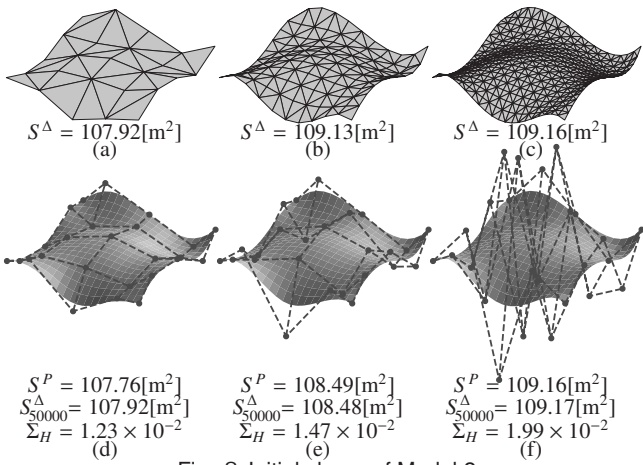 S^Δ = 107.92[m²] S^Δ = 109.13[m²] S^Δ = 109.16[m²]
(a) (b) (c)
S^P = 107.76[m²] S^P = 108.49[m²] S^P = 109.16[m²]
S^Δ_50000 = 107.92[m²] S^Δ_50000 = 108.48[m²] S^Δ_50000 = 109.17[m²]
Σ_H = 1.23 × 10⁻² Σ_H = 1.47 × 10⁻² Σ_H = 1.99 × 10⁻²
(d) (e) (f)